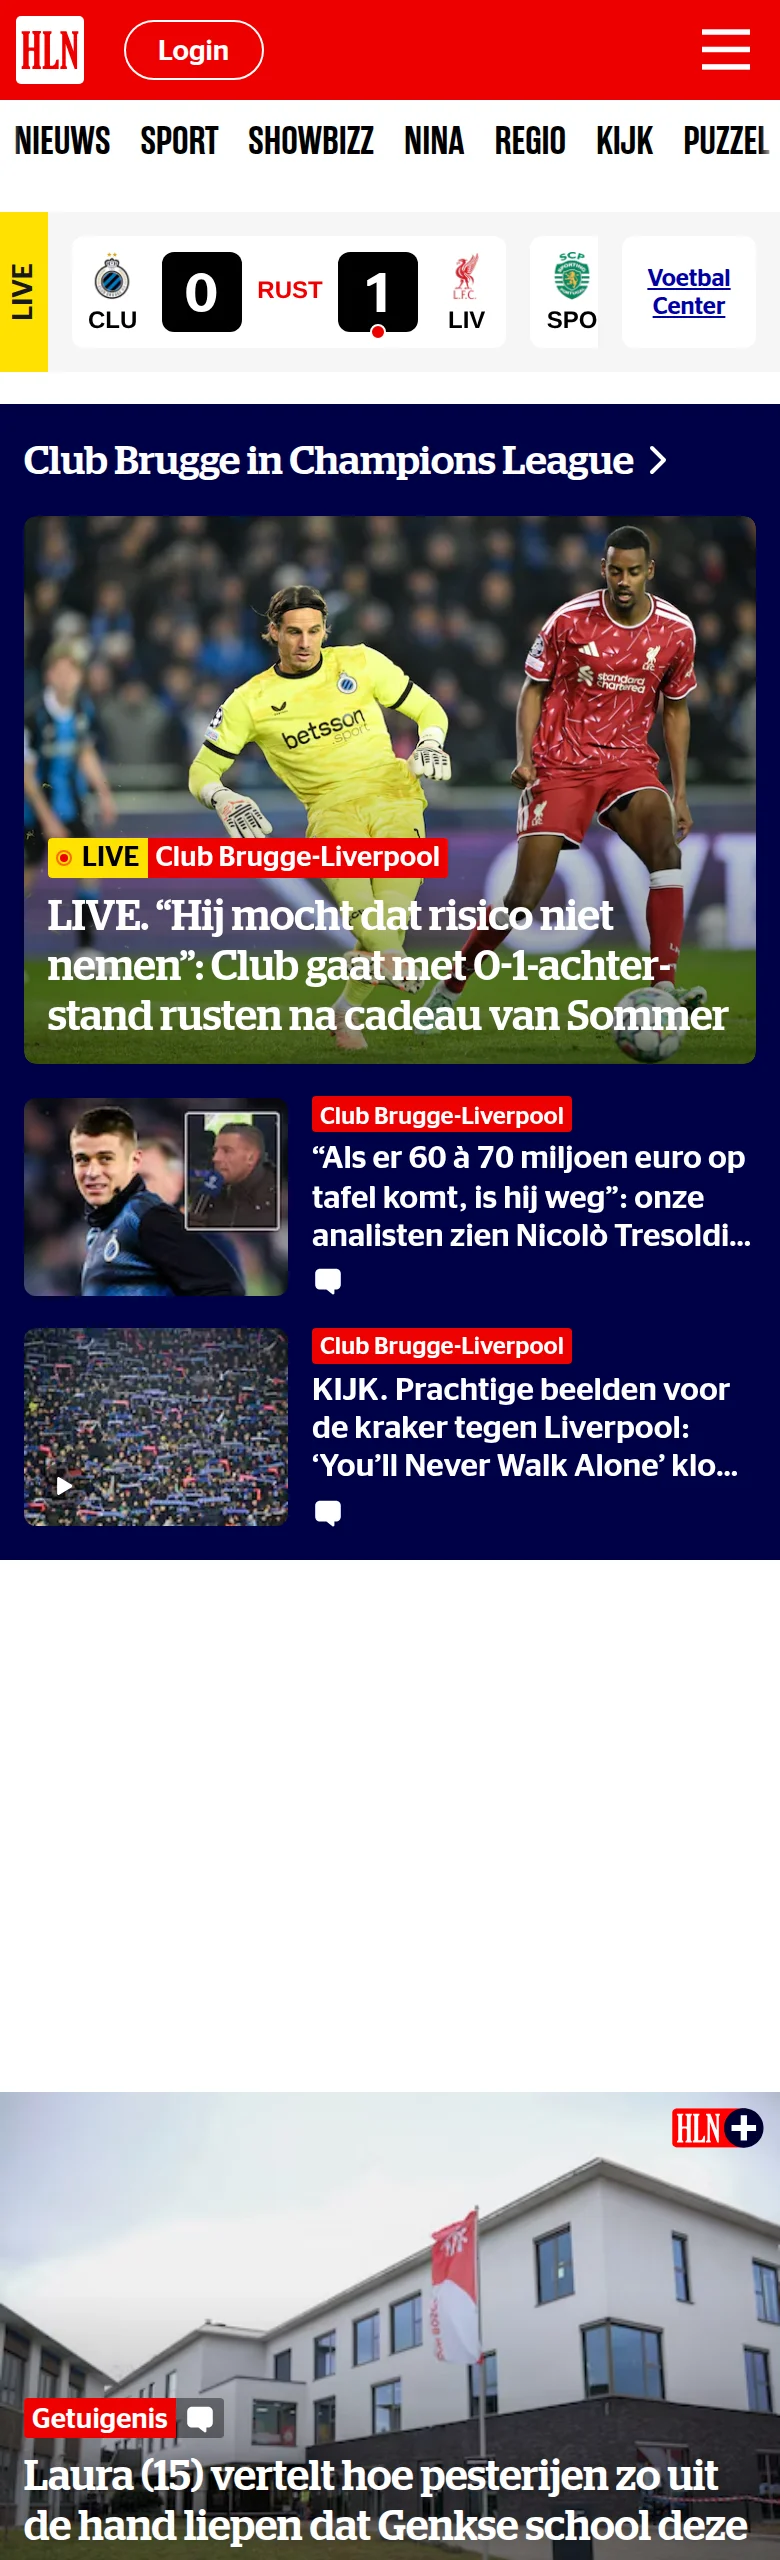 HLN
Login
NIEUWS SPORT SHOWBIZZ NINA REGIO KIJK PUZZEL
LIVE
CLU
0
RUST
1
L.F.C.
LIV
SCP
SPO
Voetbal
Center
Club Brugge in Champions League
betsson
.sport
standard
chartered
LIVE Club Brugge-Liverpool
LIVE. “Hij mocht dat risico niet
nemen”: Club gaat met 0-1-achter-
stand rusten na cadeau van Sommer
Club Brugge-Liverpool
“Als er 60 à 70 miljoen euro op
tafel komt, is hij weg”: onze
analisten zien Nicolò Tresoldi...
Club Brugge-Liverpool
KIJK. Prachtige beelden voor
de kraker tegen Liverpool:
‘You’ll Never Walk Alone’ klo...
HLN+
Getuigenis
Laura (15) vertelt hoe pesterijen zo uit
de hand liepen dat Genkse school deze